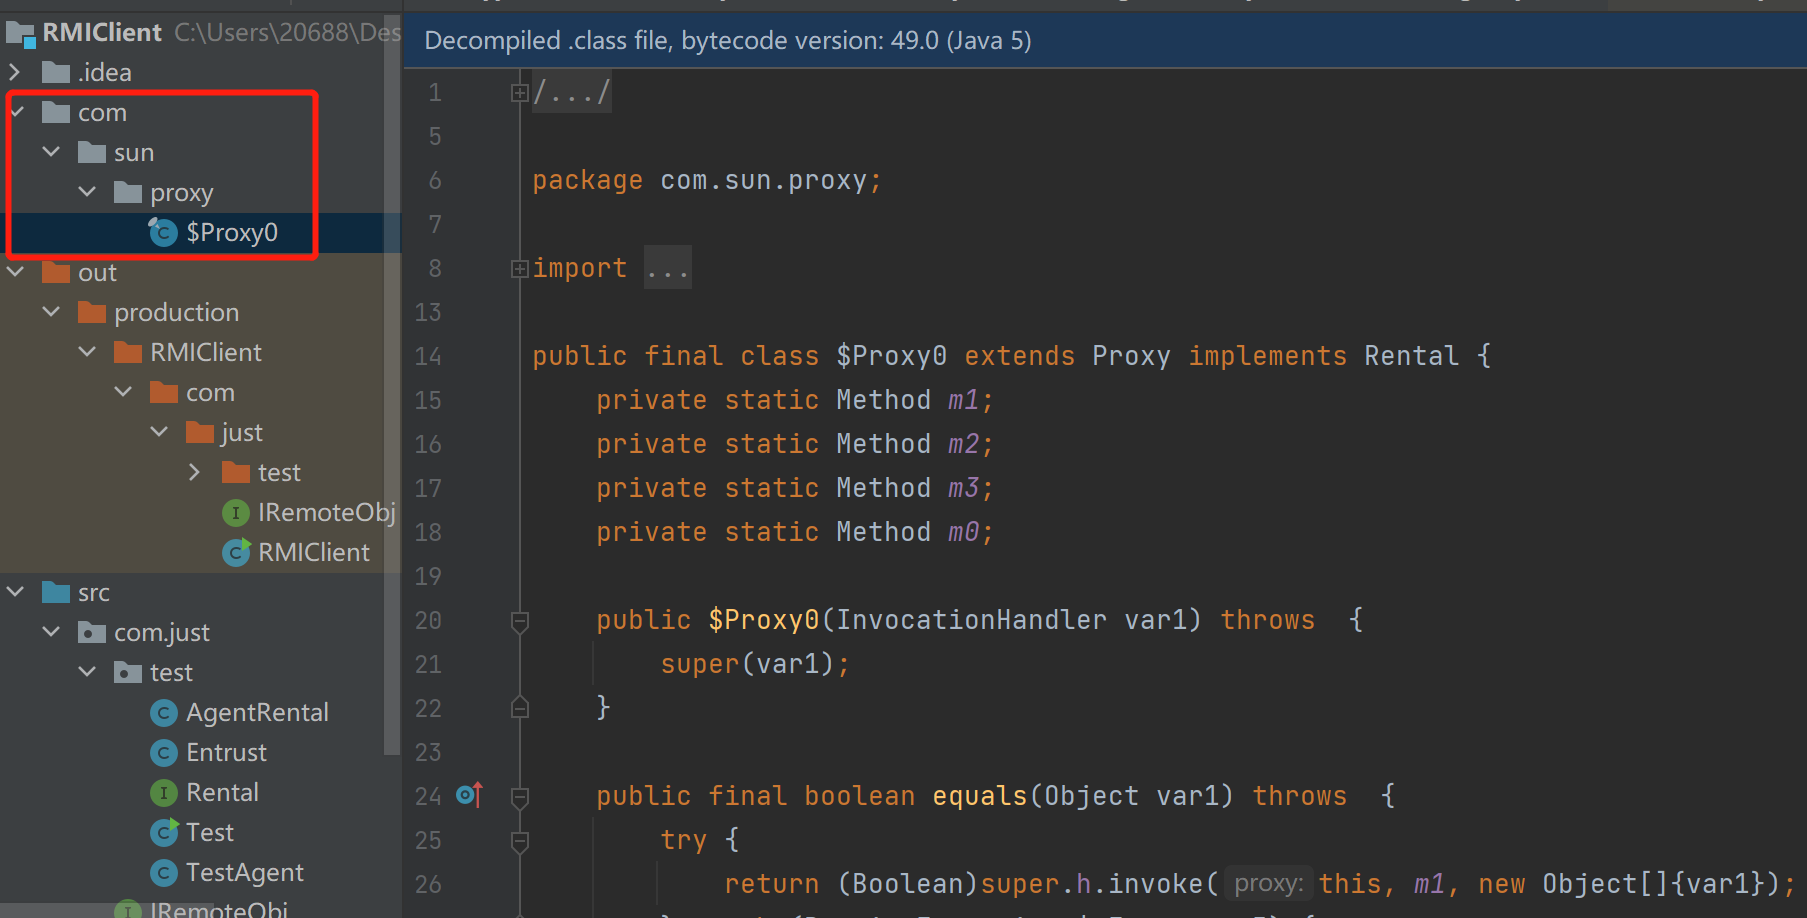 RMIClient C:\Users\20688\Des
.idea
com
sun
proxy
$Proxy0
out
production
RMIClient
com
just
test
IRemoteObj
RMIClient
src
com.just
test
AgentRental
Entrust
Rental
Test
TestAgent
IRemoteObj
Decompiled .class file, bytecode version: 49.0 (Java 5)
1 /.../
5
6 package com.sun.proxy;
7
8 import ...
13
14 public final class $Proxy0 extends Proxy implements Rental {
15 private static Method m1;
16 private static Method m2;
17 private static Method m3;
18 private static Method m0;
19
20 public $Proxy0(InvocationHandler var1) throws {
21 super(var1);
22 }
23
24 public final boolean equals(Object var1) throws {
25 try {
26 return (Boolean)super.h.invoke( proxy: this, m1, new Object[]{var1});